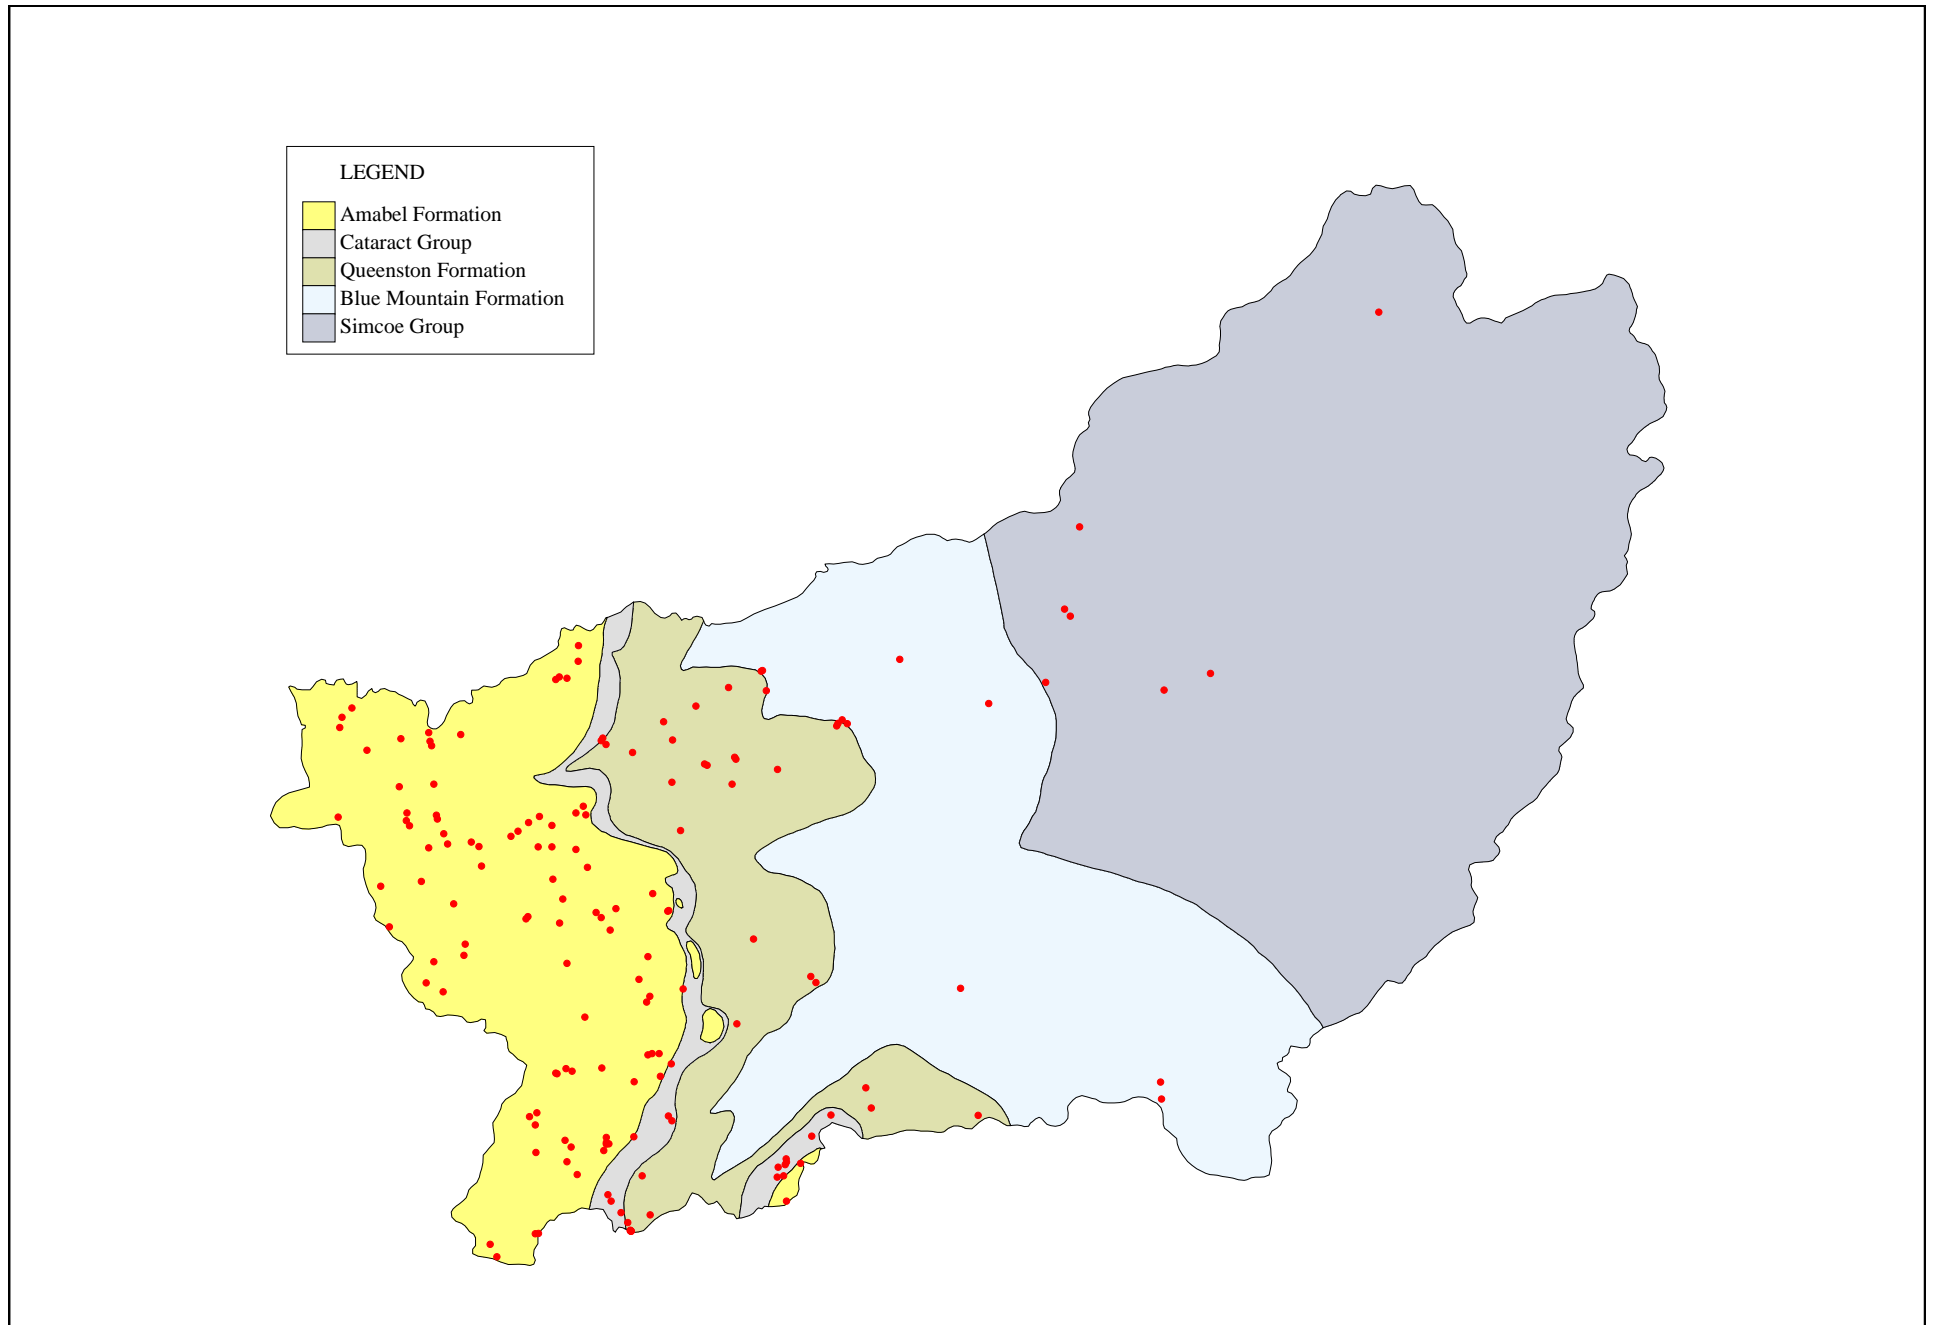 LEGEND
Amabel Formation
Cataract Group
Queenston Formation
Blue Mountain Formation
Simcoe Group